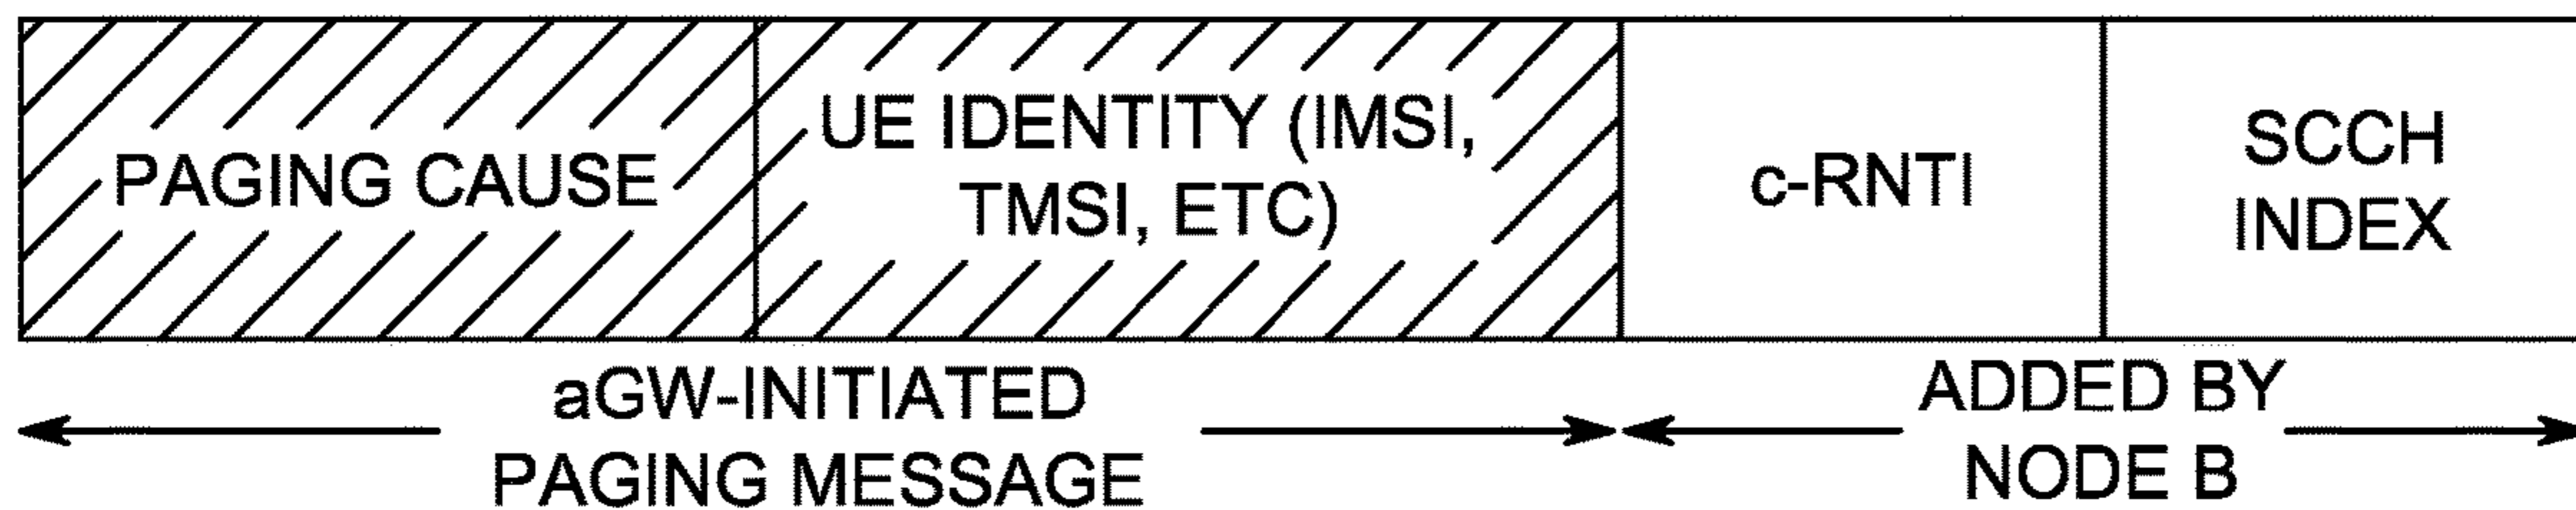 PAGING CAUSE
UE IDENTITY (IMSI,
TMSI, ETC)
c-RNTI
SCCH
INDEX
aGW-INITIATED
PAGING MESSAGE
ADDED BY
NODE B